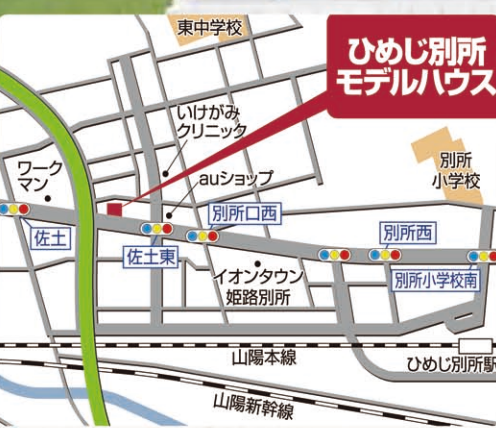 東中学校
ひめじ別所
モデルハウス
いけがみ
クリニック
ワーク
マン
auショップ
別所
小学校
別所口西
佐土
佐土東
別所西
イオンタウン
姫路別所
別所小学校南
山陽本線
ひめじ別所駅
山陽新幹線